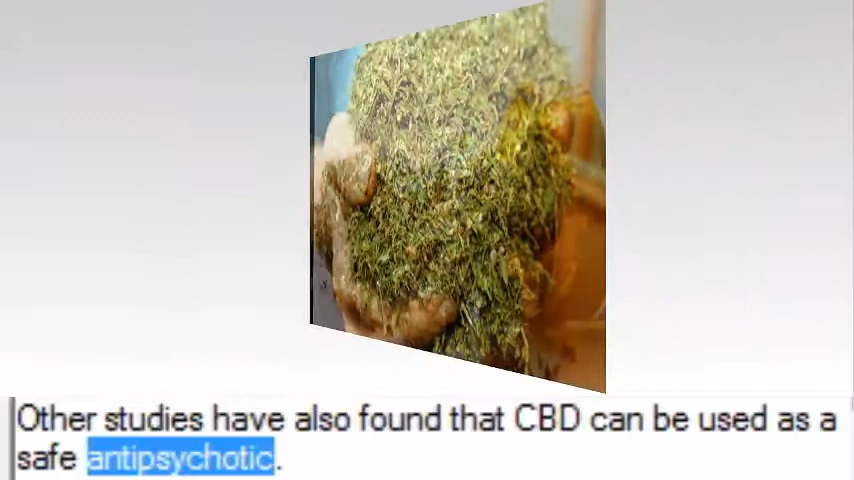 Other studies have also found that CBD can be used as a
safe antipsychotic.